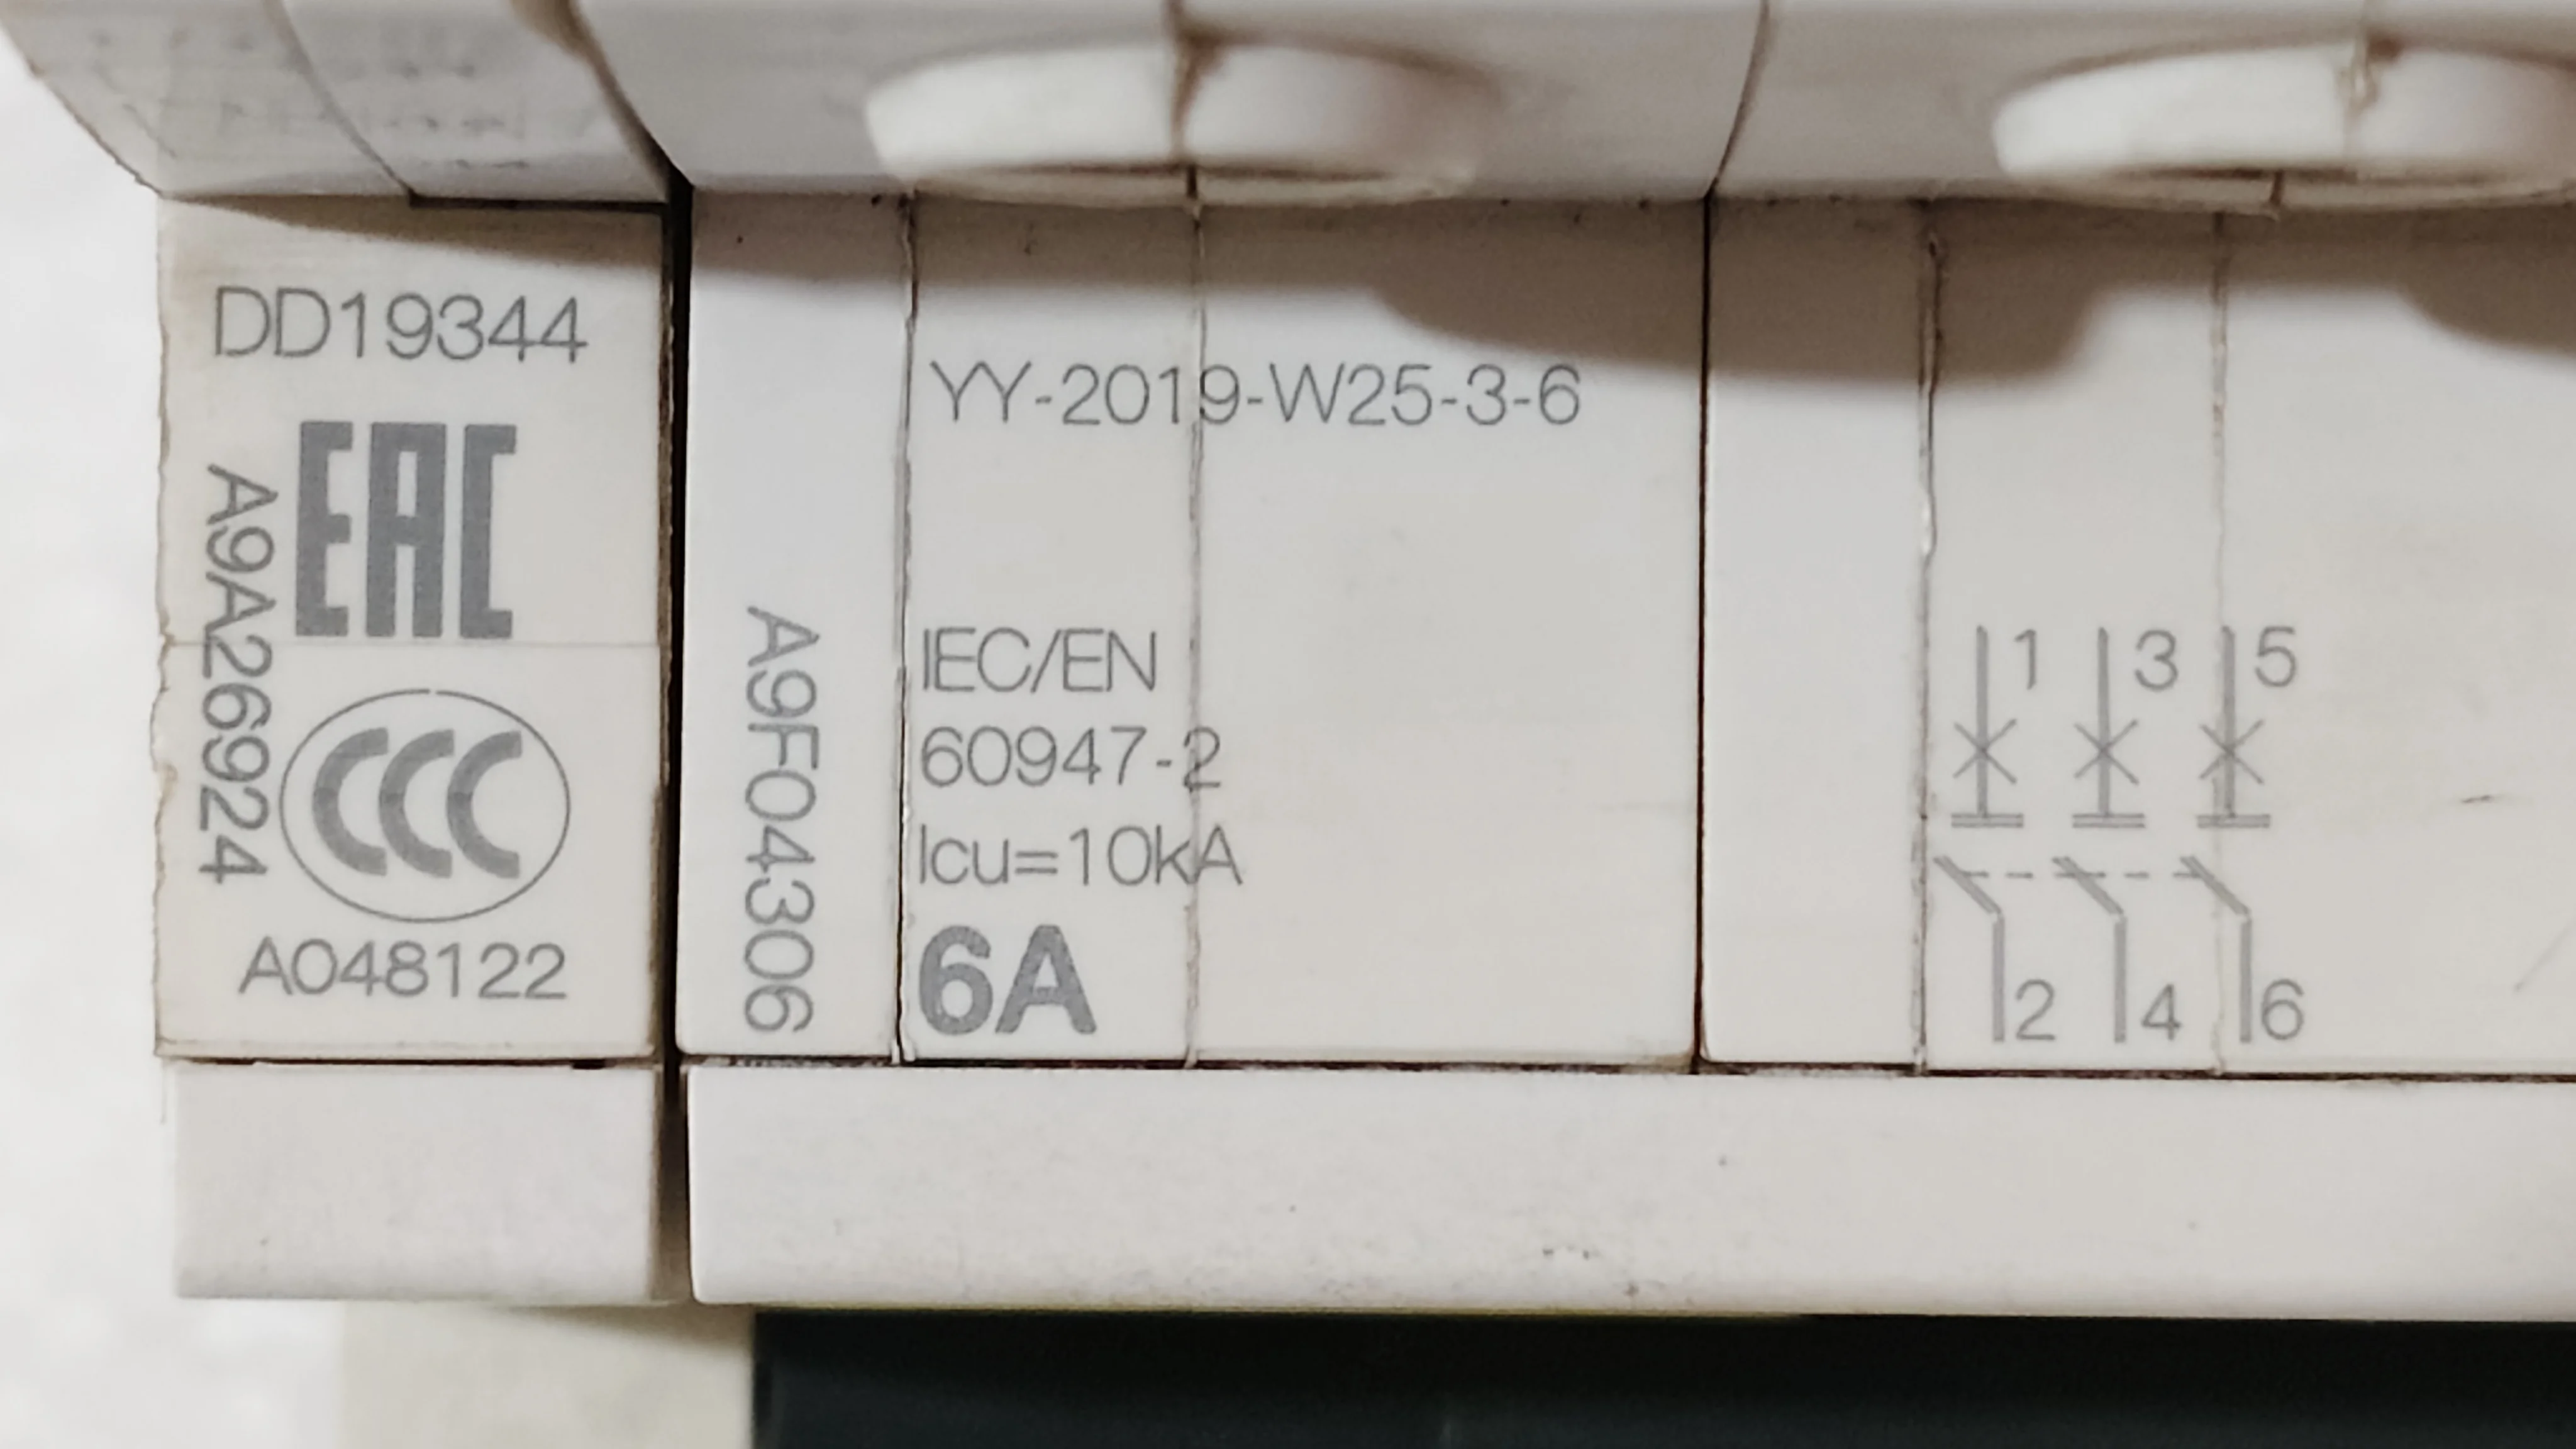 DD19344
EAC
A9A26924
CCC
A048122
A9F04306
YY-2019-W25-3-6
IEC/EN
60947-2
Icu=10kA
6A
1 3 5
2 4 6